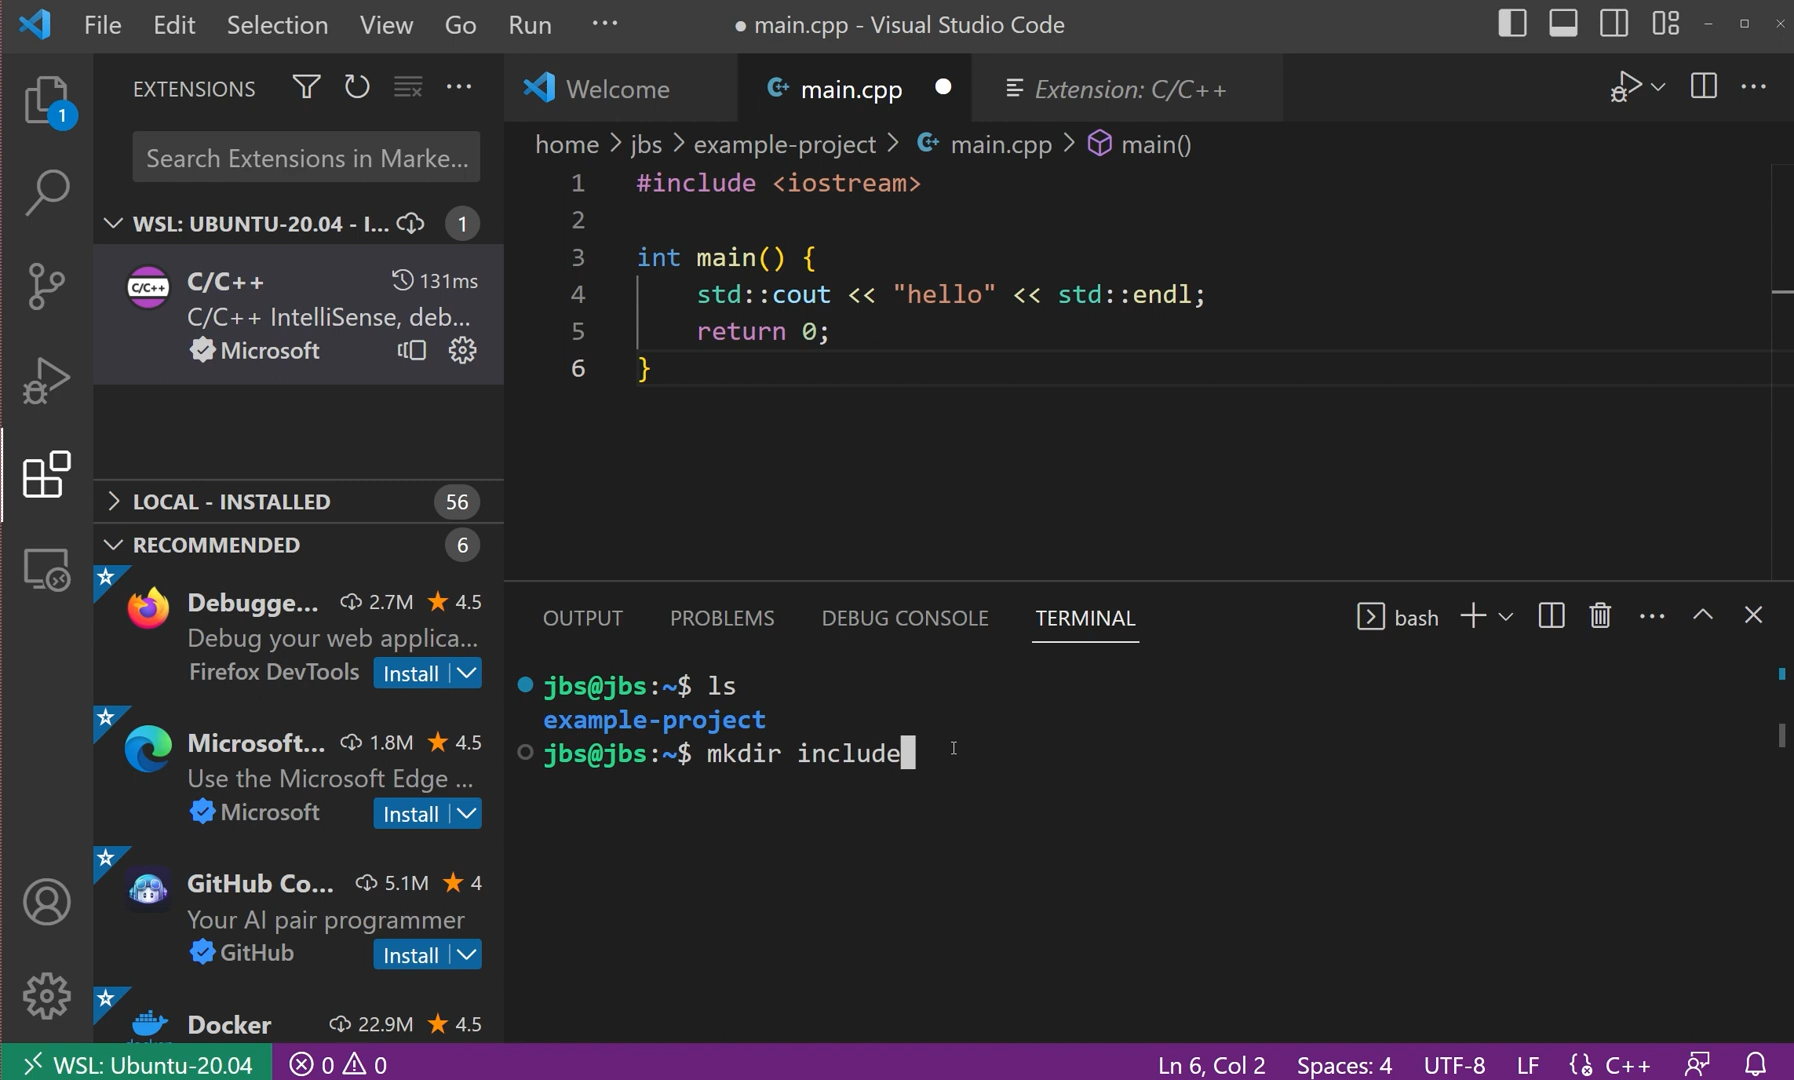 File Edit Selection View Go Run ··· ● main.cpp - Visual Studio Code
EXTENSIONS
Welcome main.cpp Extension: C/C++
1
Search Extensions in Marke...
home > jbs > example-project > main.cpp > main()
WSL: UBUNTU-20.04 - I... 1
C/C++ 131ms
C/C++ IntelliSense, deb...
Microsoft
1 #include <iostream>
2
3 int main() {
4 std::cout << "hello" << std::endl;
5 return 0;
6 }
LOCAL - INSTALLED 56
RECOMMENDED 6
Debugge... 2.7M 4.5
Debug your web applica...
Firefox DevTools Install
Microsoft... 1.8M 4.5
Use the Microsoft Edge ...
Microsoft Install
GitHub Co... 5.1M 4
Your AI pair programmer
GitHub Install
Docker 22.9M 4.5
OUTPUT PROBLEMS DEBUG CONSOLE TERMINAL bash
jbs@jbs:~$ ls
example-project
jbs@jbs:~$ mkdir include
WSL: Ubuntu-20.04 0 0 Ln 6, Col 2 Spaces: 4 UTF-8 LF C++